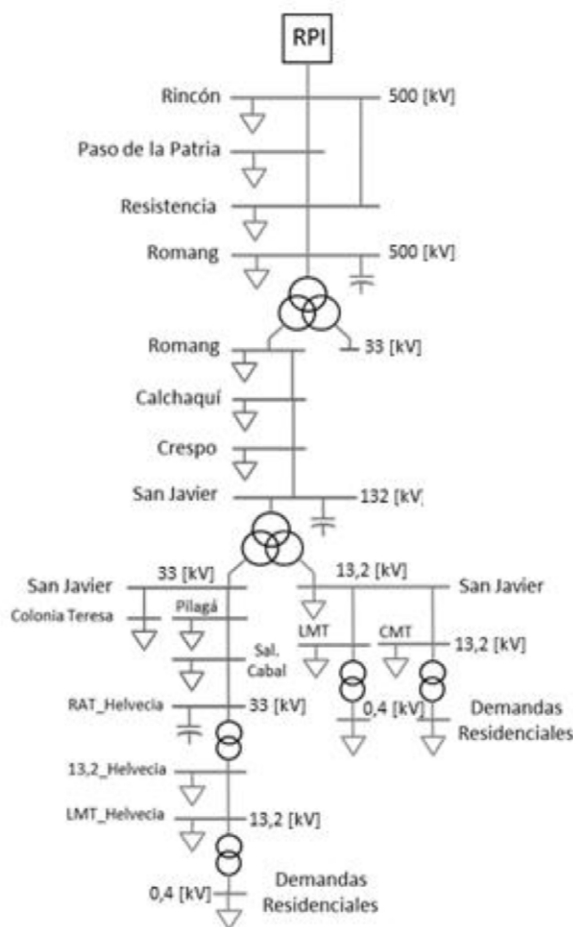 RPI
Rincón
500 [kV]
Paso de la Patria
Resistencia
Romang
500 [kV]
Romang
33 [kV]
Calchaquí
Crespo
San Javier
132 [kV]
San Javier
33 [kV]
13,2 [kV]
San Javier
Colonia Teresa
Pilagá
LMT
CMT
13,2 [kV]
Sal.
Cabal
RAT_Helvecia
33 [kV]
0,4 [kV]
Demandas
Residenciales
13,2_Helvecia
LMT_Helvecia
13,2 [kV]
0,4 [kV]
Demandas
Residenciales